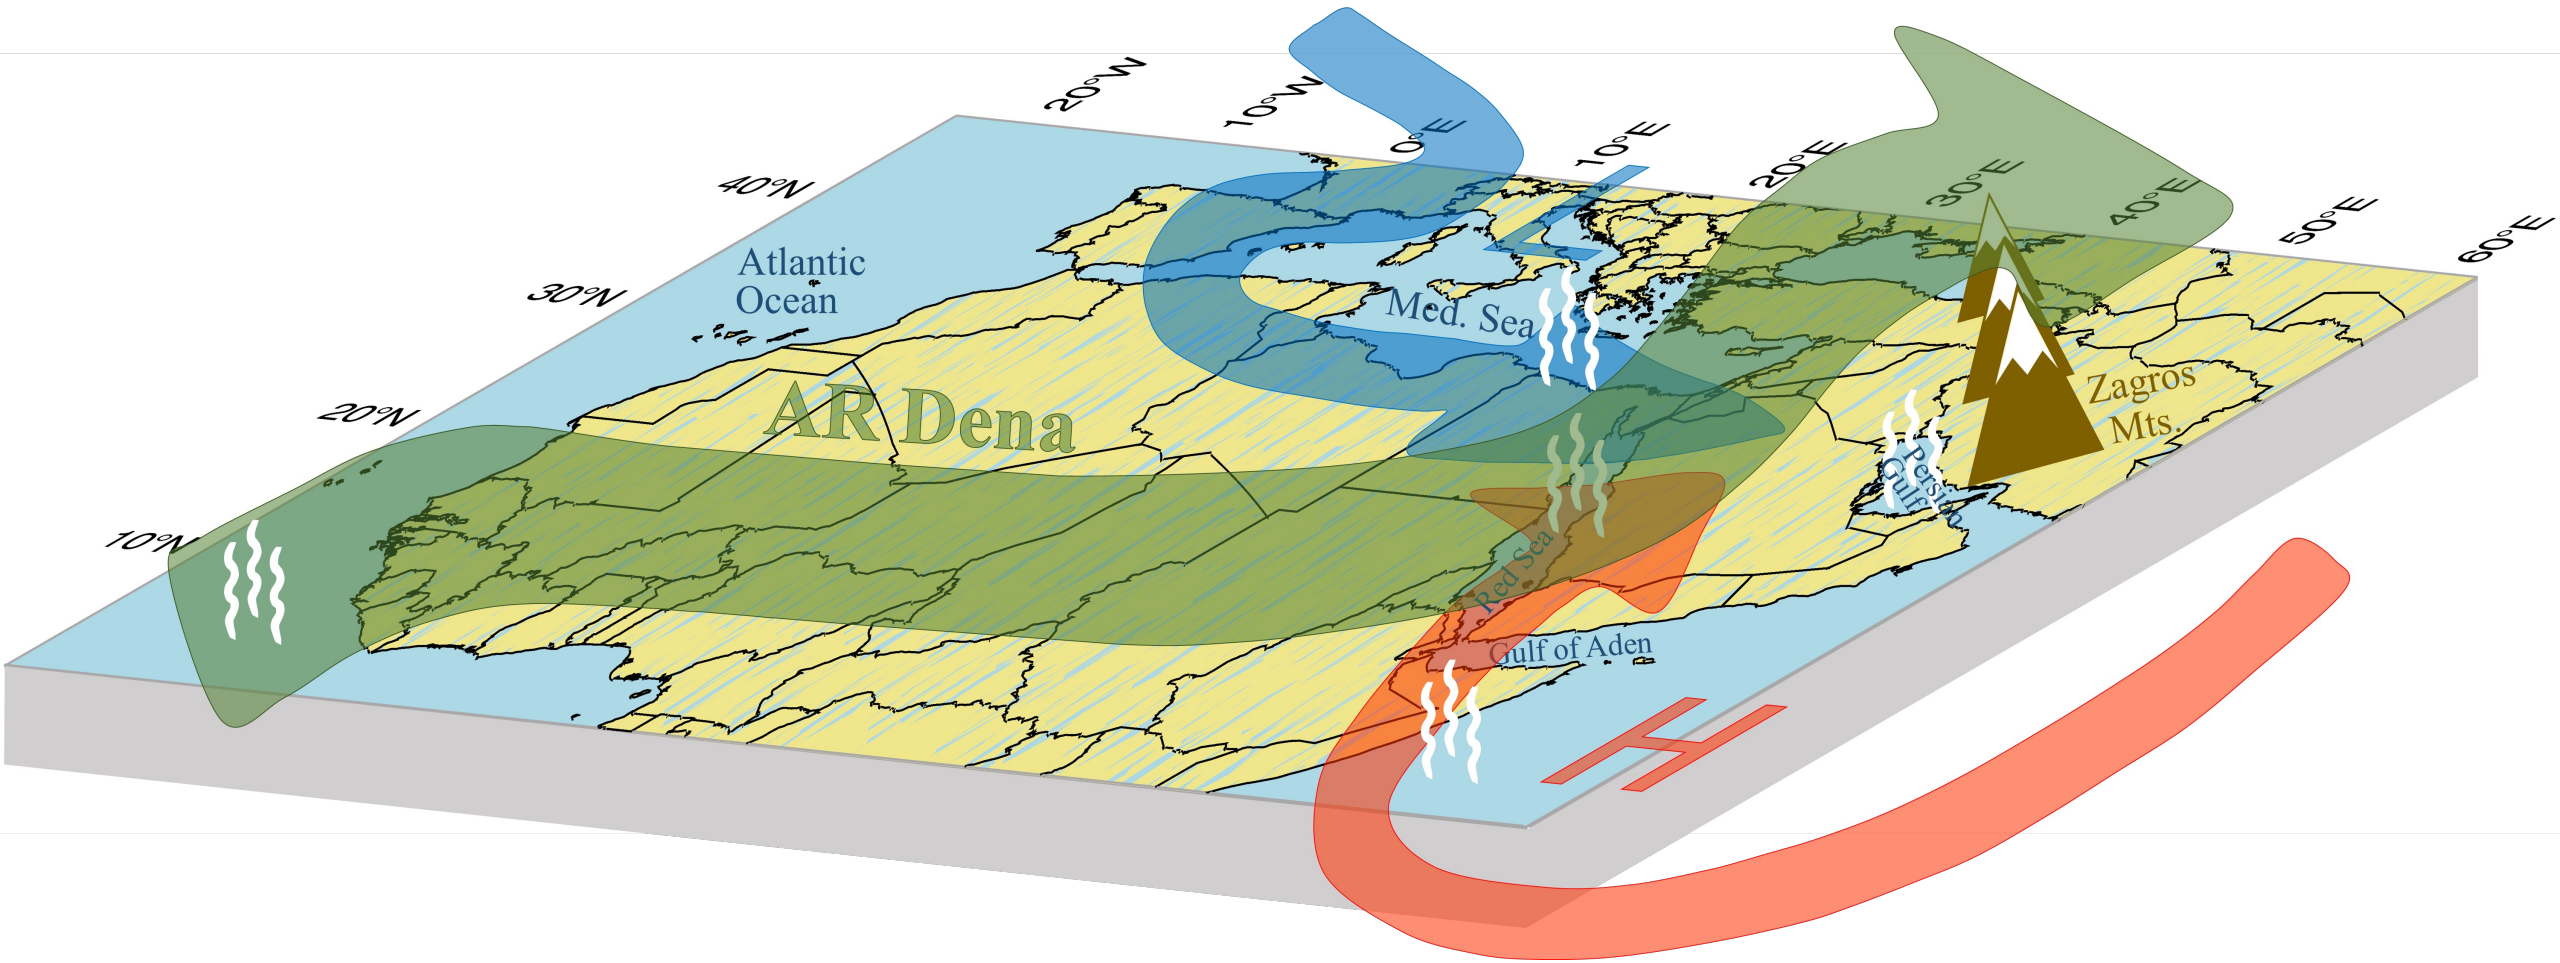 20°W
10°W
0°E
10°E
20°E
30°E
40°E
50°E
60°E
40°N
30°N
20°N
10°N
L
Atlantic
Ocean
Med. Sea
AR Dena
Zagros
Mts.
Persian
Gulf
Red Sea
Gulf of Aden
H